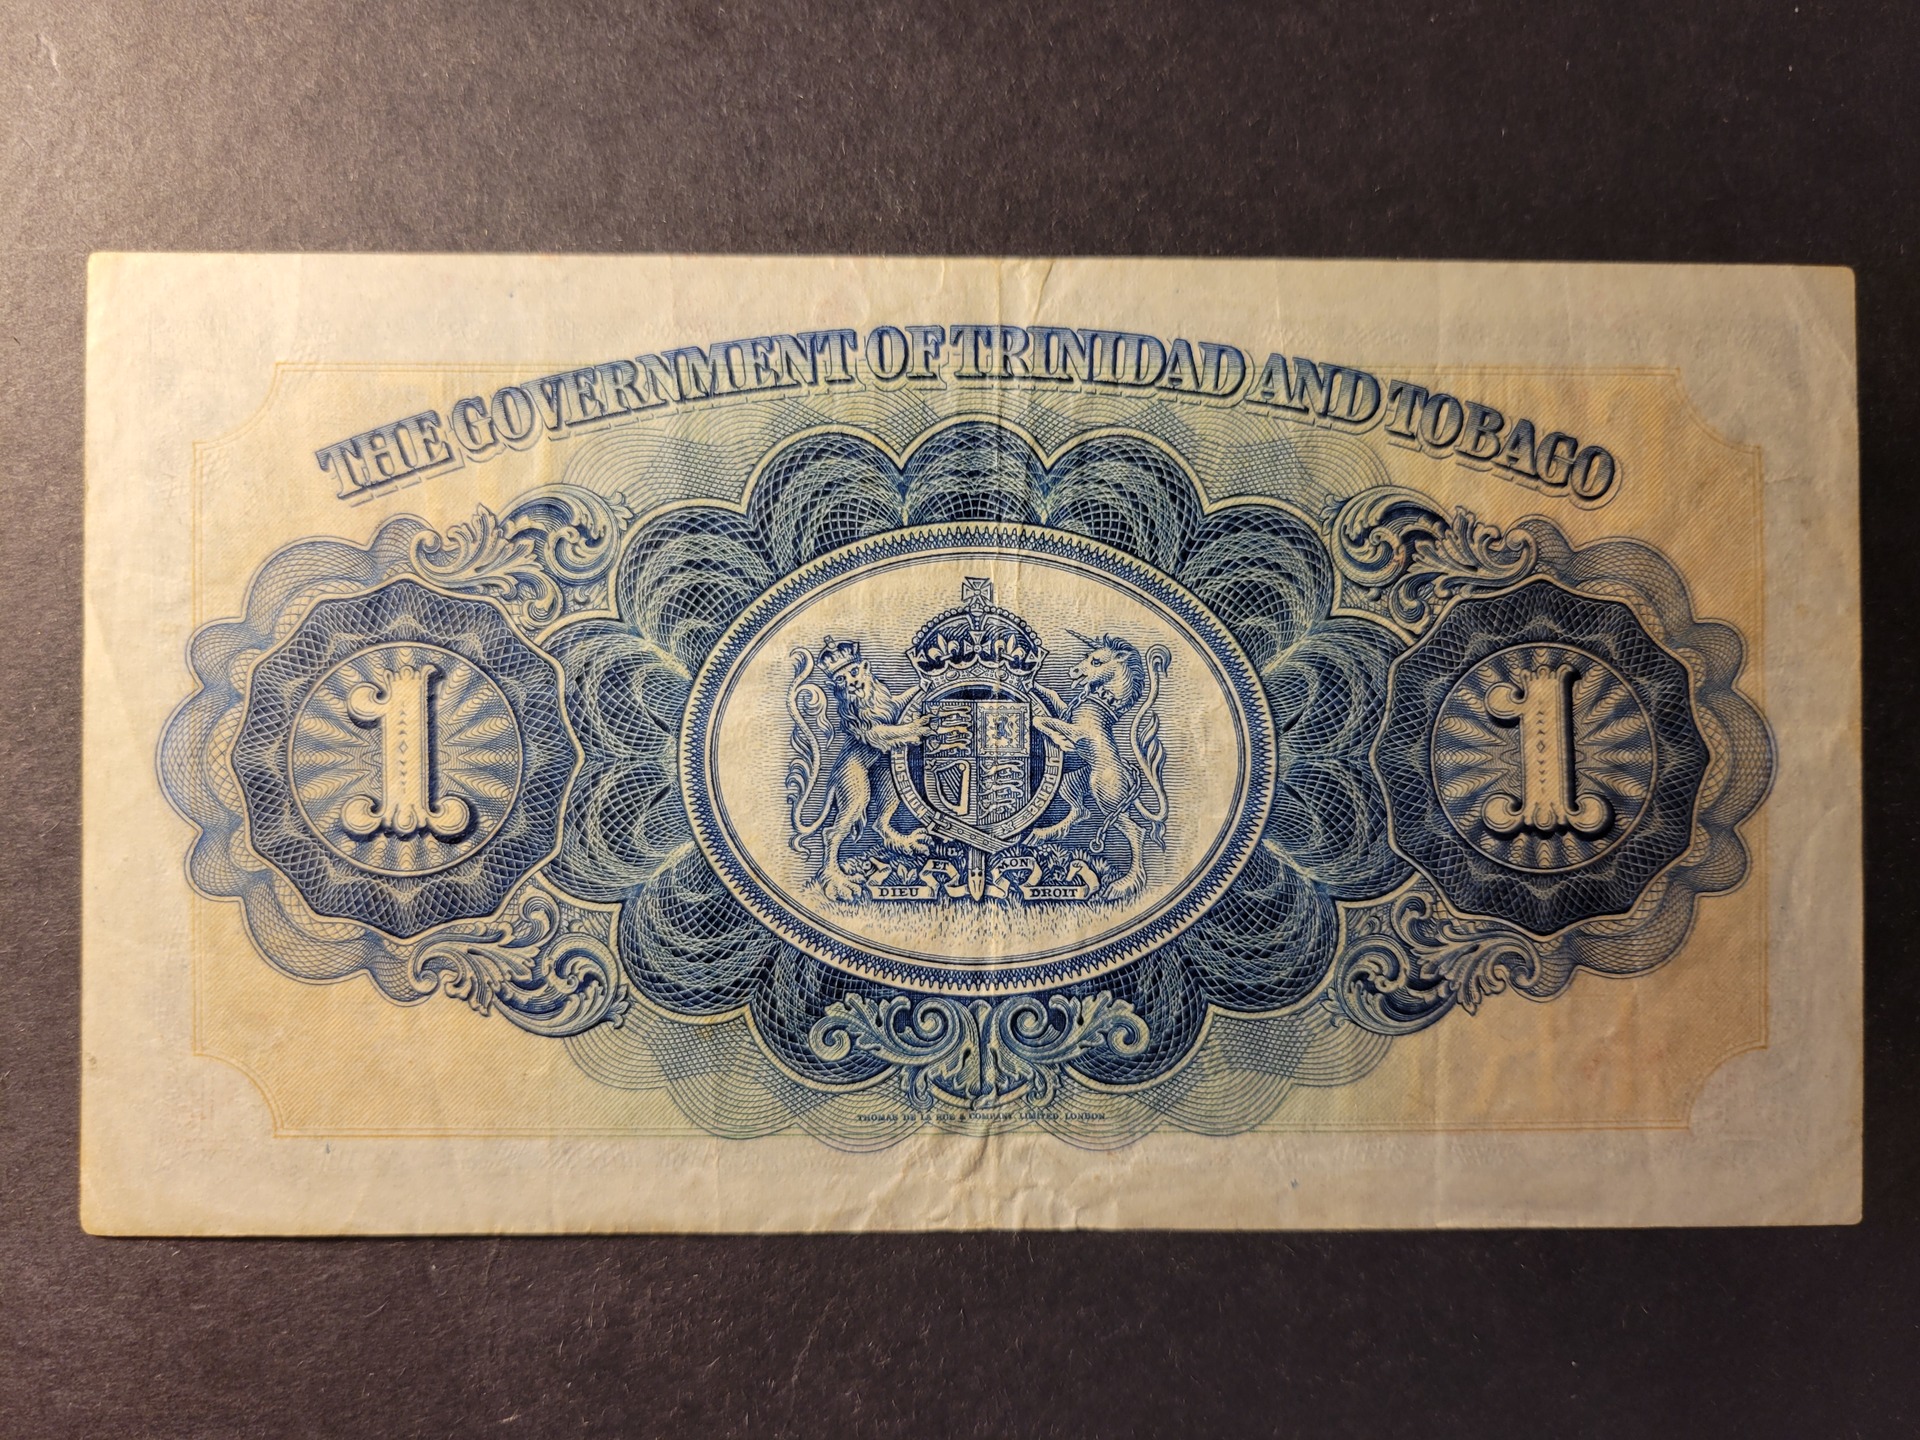 THE GOVERNMENT OF TRINIDAD AND TOBAGO
1 1
ET MON
DIEU DROIT
THOMAS DE LA RUE & COMPANY, LIMITED, LONDON